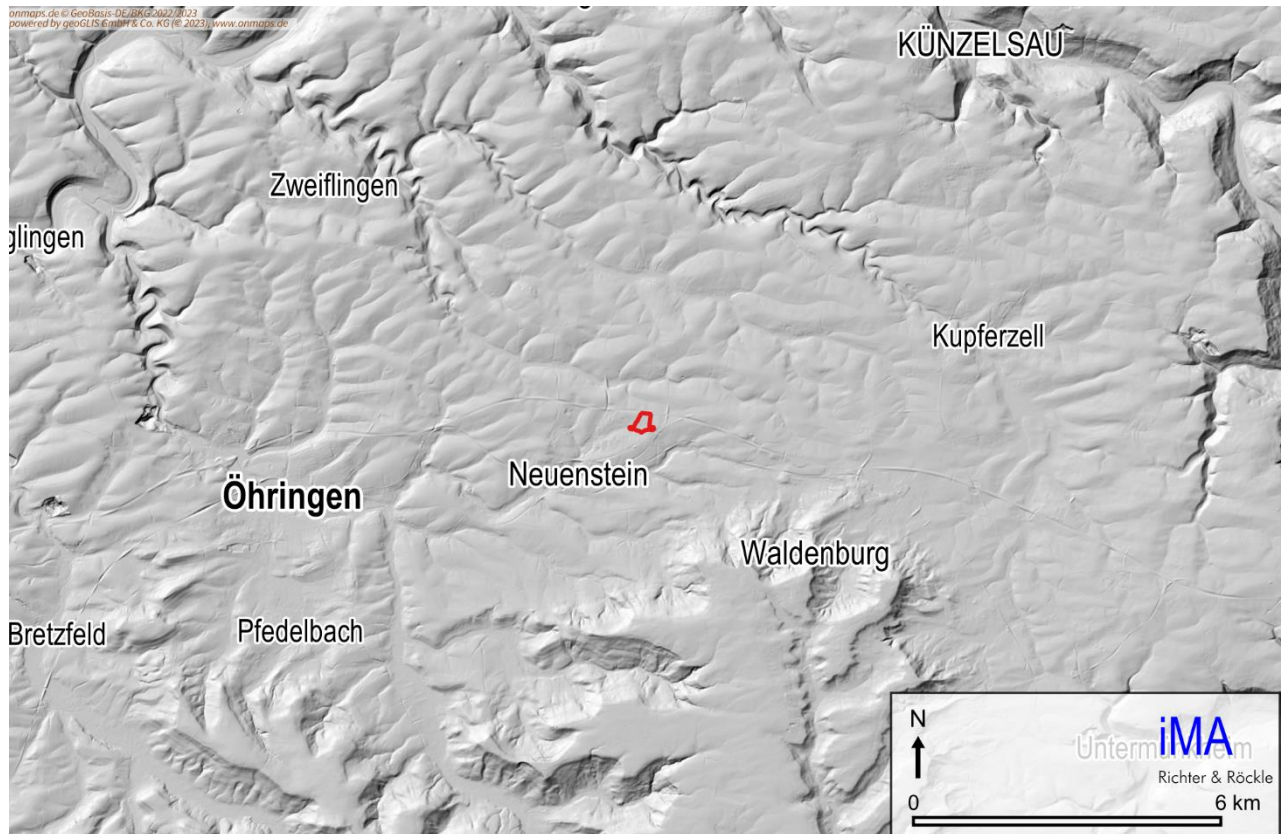 onmaps.de © GeoBasis-DE/BKG 2022/2023
powered by geoGLIS GmbH & Co. KG (© 2023), www.onmaps.de
KÜNZELSAU
Zweiflingen
glingen
Kupferzell
Neuenstein
Öhringen
Waldenburg
Bretzfeld
Pfedelbach
N
iMA
Richter & Röckle
0 6 km